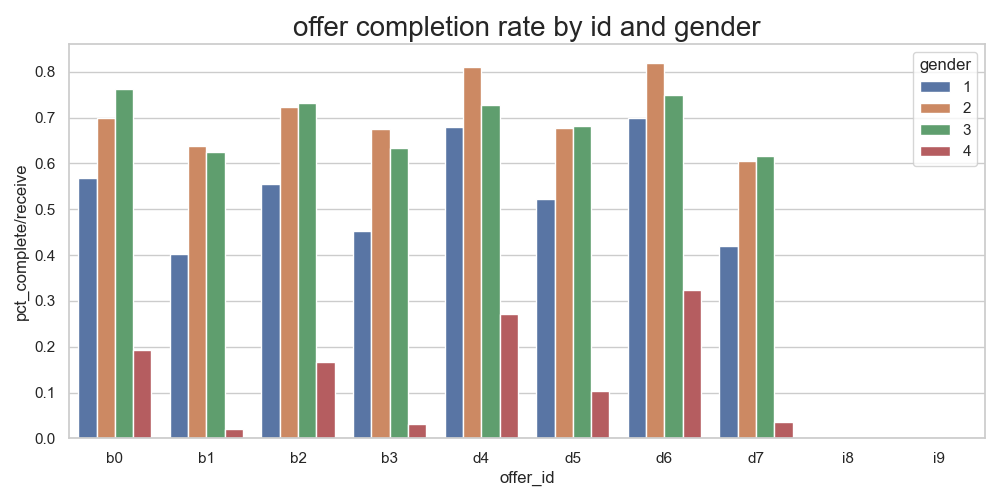 offer completion rate by id and gender
gender
1
2
3
4
pct_complete/receive
0.8
0.7
0.6
0.5
0.4
0.3
0.2
0.1
0.0
b0 b1 b2 b3 d4 d5 d6 d7 i8 i9
offer_id